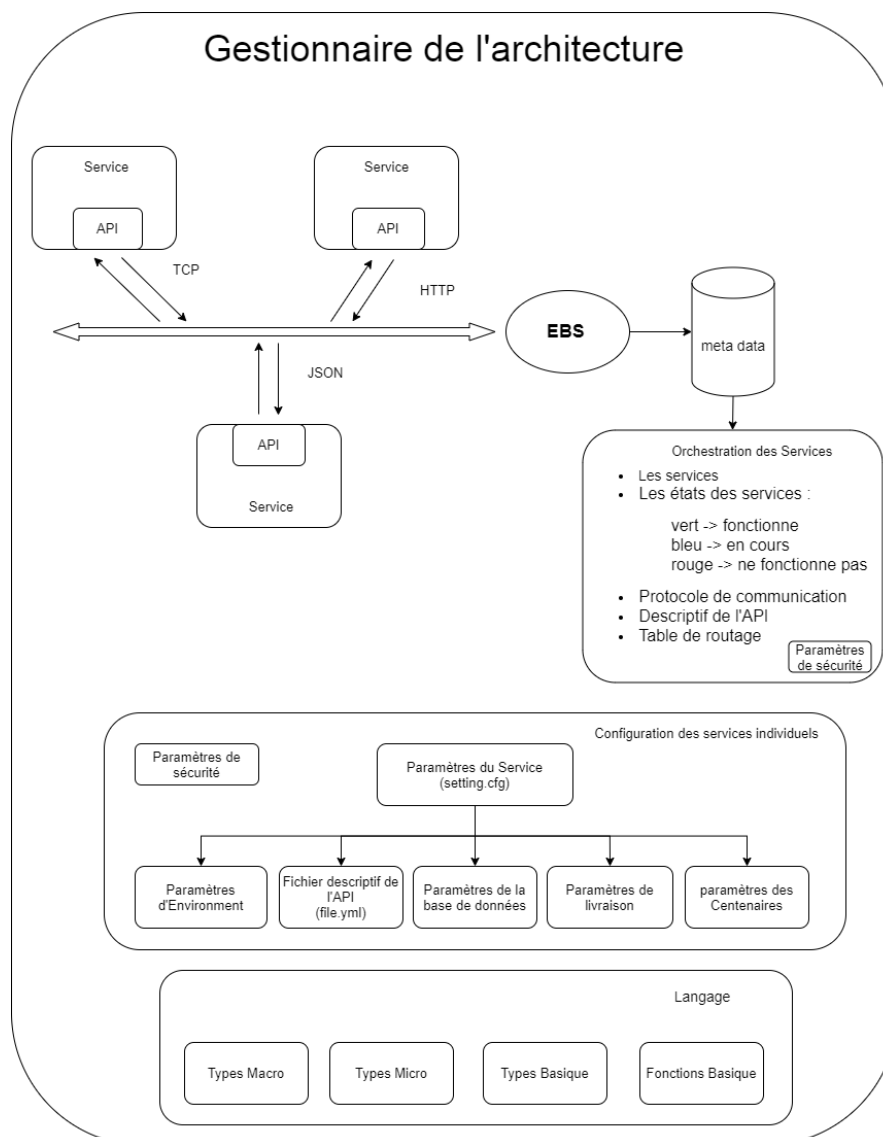 Gestionnaire de l'architecture
Service
API
Service
API
TCP
HTTP
EBS
meta data
JSON
API
Service
Orchestration des Services
• Les services
• Les états des services :
vert -> fonctionne
bleu -> en cours
rouge -> ne fonctionne pas
• Protocole de communication
• Descriptif de l'API
• Table de routage
Paramètres
de sécurité
Configuration des services individuels
Paramètres de
sécurité
Paramètres du Service
(setting.cfg)
Paramètres
d'Environment
Fichier descriptif de
l'API
(file.yml)
Paramètres de la
base de données
Paramètres de
livraison
paramètres des
Centenaires
Langage
Types Macro
Types Micro
Types Basique
Fonctions Basique